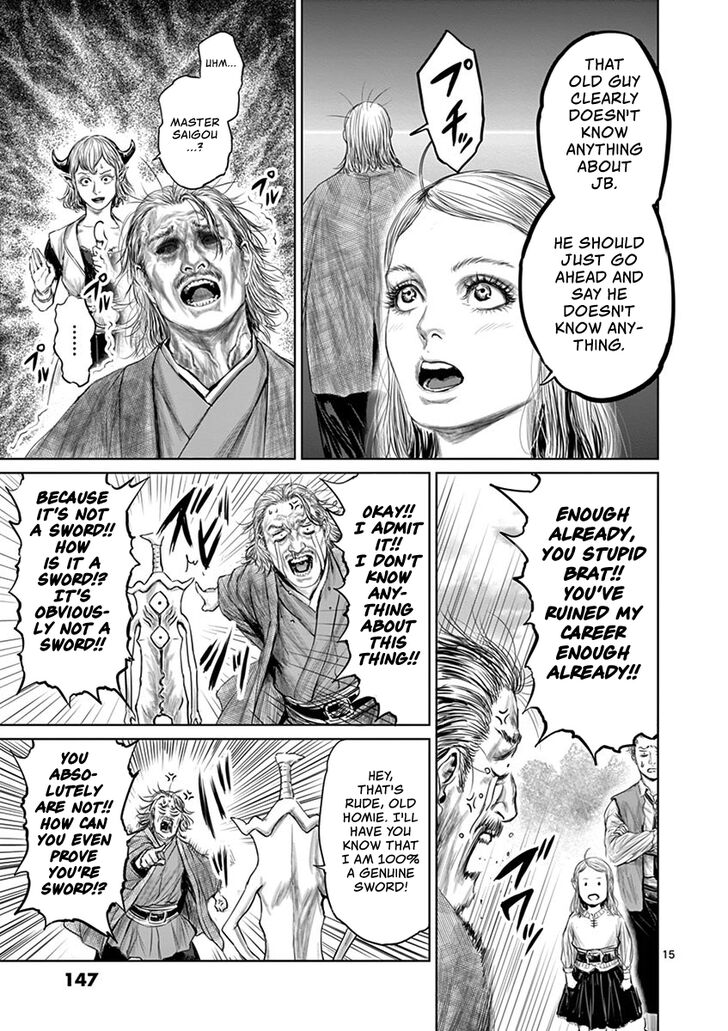 THAT
OLD GUY
CLEARLY
DOESN'T
KNOW
ANYTHING
ABOUT
JB.
HE SHOULD
JUST GO
AHEAD AND
SAY HE
DOESN'T
KNOW ANY-
THING.
プチッ
UHM...
MASTER
SAIGOU
...?
プル
プル
ENOUGH
ALREADY,
YOU STUPID
BRAT!!
YOU'VE
RUINED MY
CAREER
ENOUGH
ALREADY!!
OKAY!!
I ADMIT
IT!!
I DON'T
KNOW
ANY-
THING
ABOUT
THIS
THING!!
BECAUSE
IT'S NOT
A SWORD!!
HOW
IS IT A
SWORD!?
IT'S
OBVIOUS-
LY NOT A
SWORD!!
HEY,
THAT'S
RUDE, OLD
HOMIE. I'LL
HAVE YOU
KNOW THAT
I AM 100%
A GENUINE
SWORD!
YOU
ABSO-
LUTELY
ARE NOT!!
HOW CAN
YOU EVEN
PROVE
YOU'RE
SWORD!?
15
147